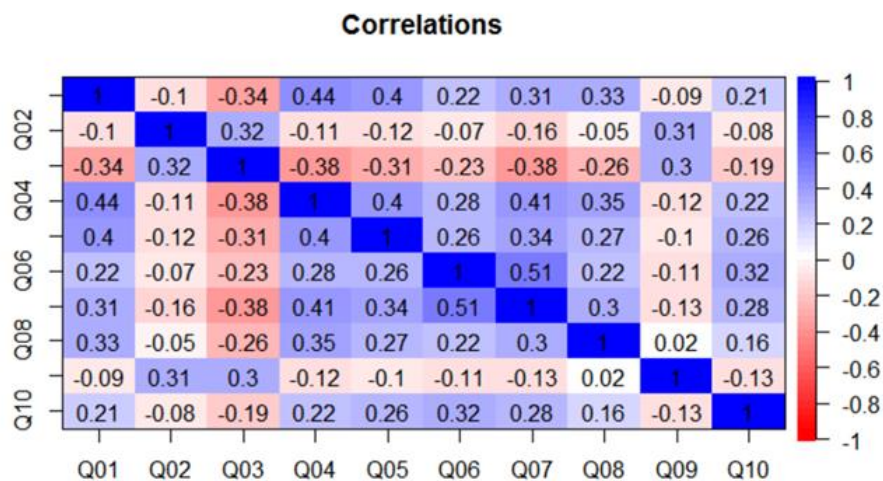 Correlations
1 -0.1 -0.34 0.44 0.4 0.22 0.31 0.33 -0.09 0.21
Q02 -0.1 1 0.32 -0.11 -0.12 -0.07 -0.16 -0.05 0.31 -0.08
-0.34 0.32 1 -0.38 -0.31 -0.23 -0.38 -0.26 0.3 -0.19
Q04 0.44 -0.11 -0.38 1 0.4 0.28 0.41 0.35 -0.12 0.22
0.4 -0.12 -0.31 0.4 1 0.26 0.34 0.27 -0.1 0.26
Q06 0.22 -0.07 -0.23 0.28 0.26 1 0.51 0.22 -0.11 0.32
0.31 -0.16 -0.38 0.41 0.34 0.51 1 0.3 -0.13 0.28
Q08 0.33 -0.05 -0.26 0.35 0.27 0.22 0.3 1 0.02 0.16
-0.09 0.31 0.3 -0.12 -0.1 -0.11 -0.13 0.02 1 -0.13
Q10 0.21 -0.08 -0.19 0.22 0.26 0.32 0.28 0.16 -0.13 1
Q01 Q02 Q03 Q04 Q05 Q06 Q07 Q08 Q09 Q10
1
0.8
0.6
0.4
0.2
0
-0.2
-0.4
-0.6
-0.8
-1